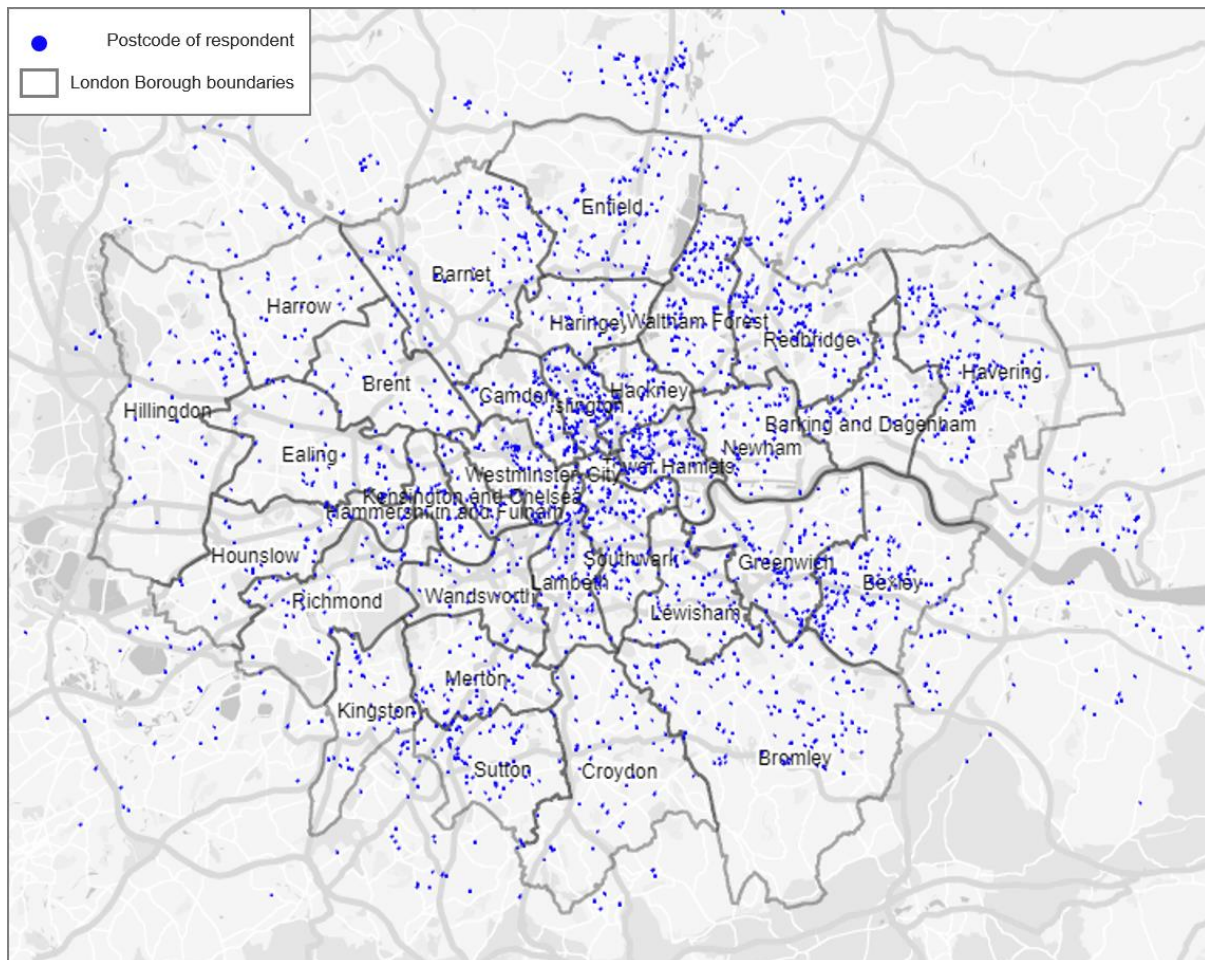 Postcode of respondent
London Borough boundaries
Enfield
Barnet
Harrow
Haringey
Waltham Forest
Redbridge
Havering
Brent
Camden
Islington
Hackney
Hillingdon
Barking and Dagenham
Ealing
Newham
Westminster City
Tower Hamlets
Kensington and Chelsea
Hammersmith and Fulham
Hounslow
Southwark
Greenwich
Bexley
Lambeth
Richmond
Wandsworth
Lewisham
Merton
Kingston
Sutton
Croydon
Bromley